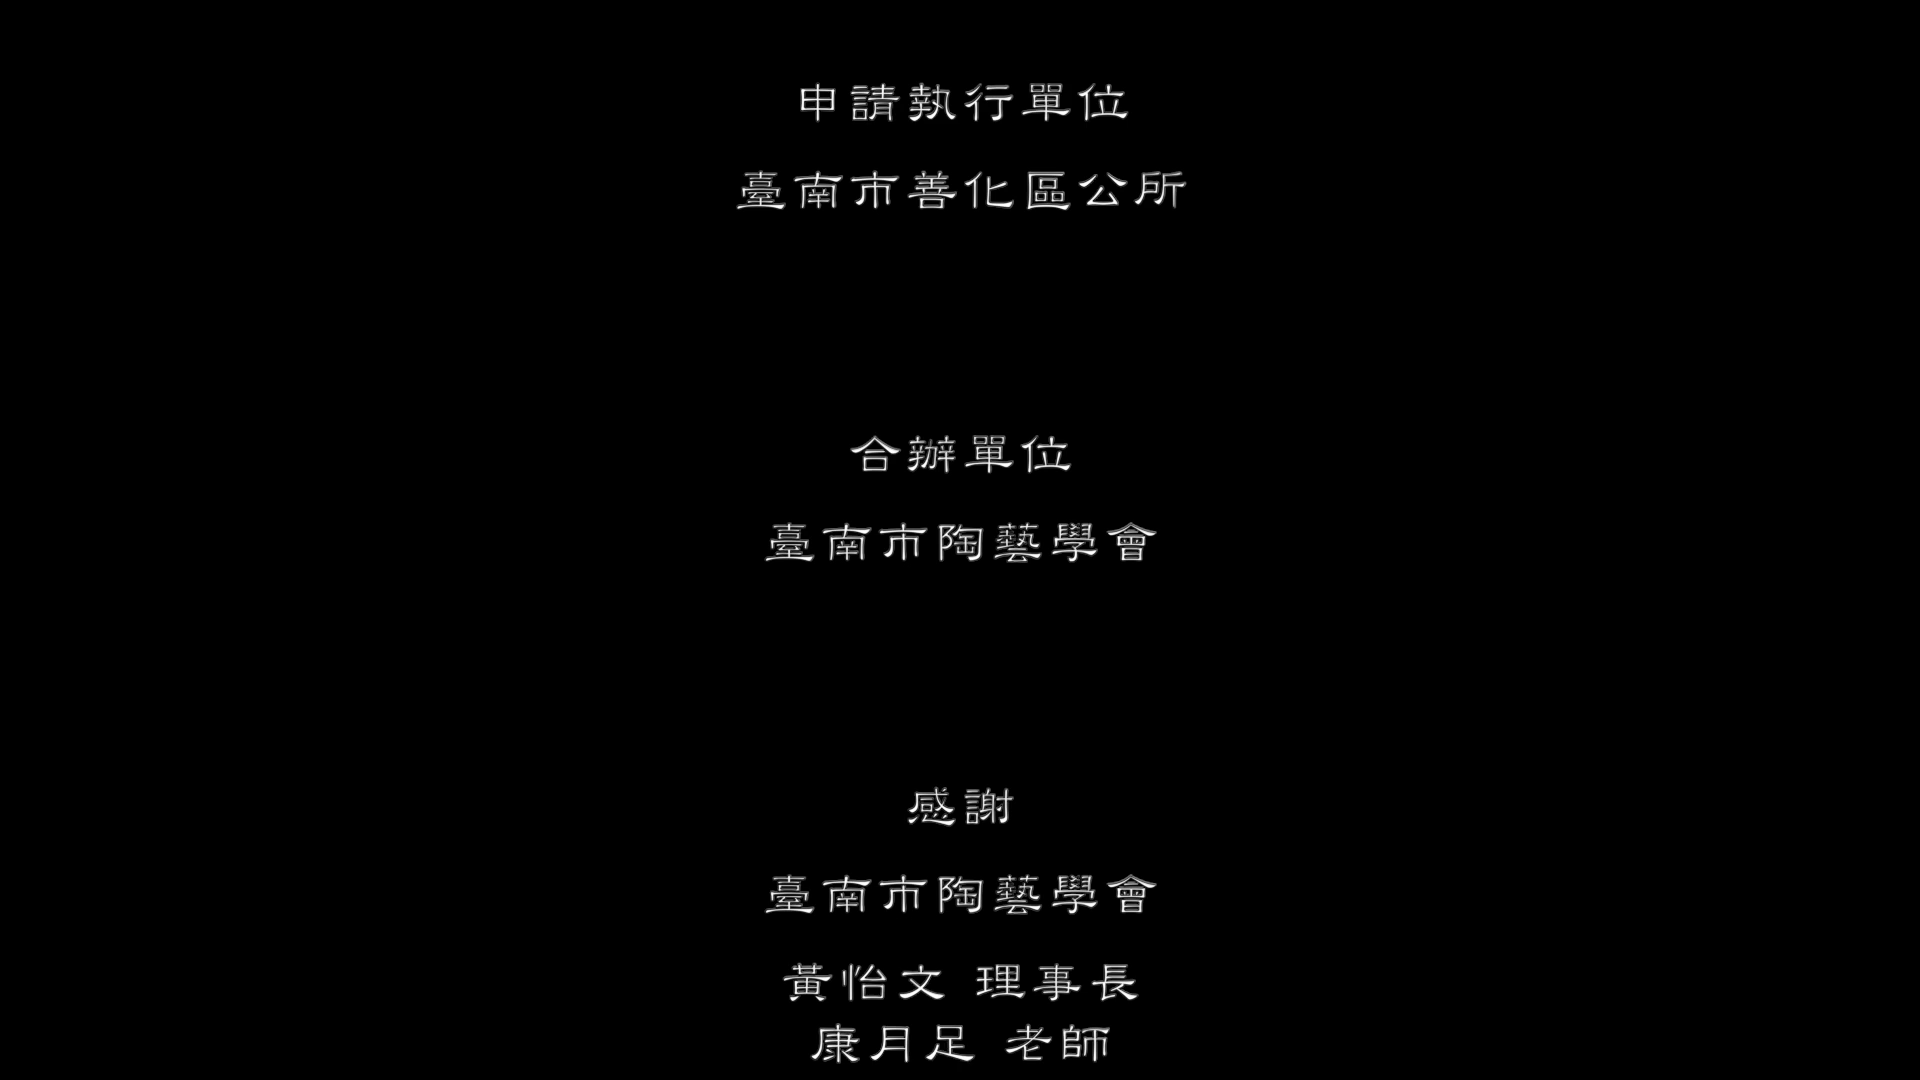 申請執行單位
臺南市善化區公所
合辦單位
臺南市陶藝學會
感謝
臺南市陶藝學會
黃怡文 理事長
康月足 老師